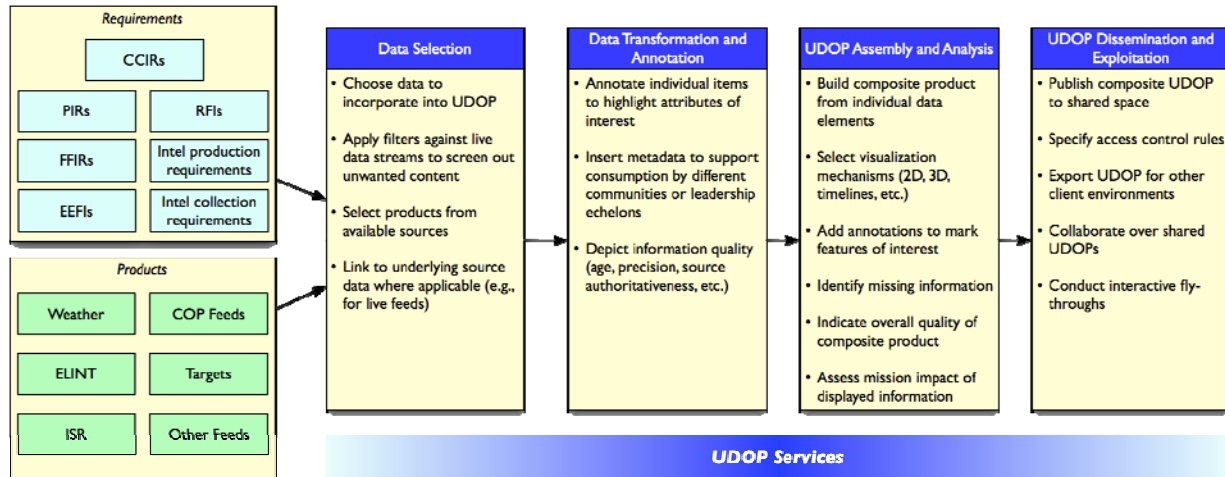 Requirements
CCIRs
PIRs
RFIs
FFIRs
Intel production
requirements
EEFIs
Intel collection
requirements
Products
Weather
COP Feeds
ELINT
Targets
ISR
Other Feeds
Data Selection
• Choose data to
incorporate into UDOP
• Apply filters against live
data streams to screen out
unwanted content
• Select products from
available sources
• Link to underlying source
data where applicable (e.g.,
for live feeds)
Data Transformation and
Annotation
• Annotate individual items
to highlight attributes of
interest
• Insert metadata to support
consumption by different
communities or leadership
echelons
• Depict information quality
(age, precision, source
authoritativeness, etc.)
UDOP Assembly and Analysis
• Build composite product
from individual data
elements
• Select visualization
mechanisms (2D, 3D,
timelines, etc.)
• Add annotations to mark
features of interest
• Identify missing information
• Indicate overall quality of
composite product
• Assess mission impact of
displayed information
UDOP Dissemination and
Exploitation
• Publish composite UDOP
to shared space
• Specify access control rules
• Export UDOP for other
client environments
• Collaborate over shared
UDOPs
• Conduct interactive fly-
throughs
UDOP Services